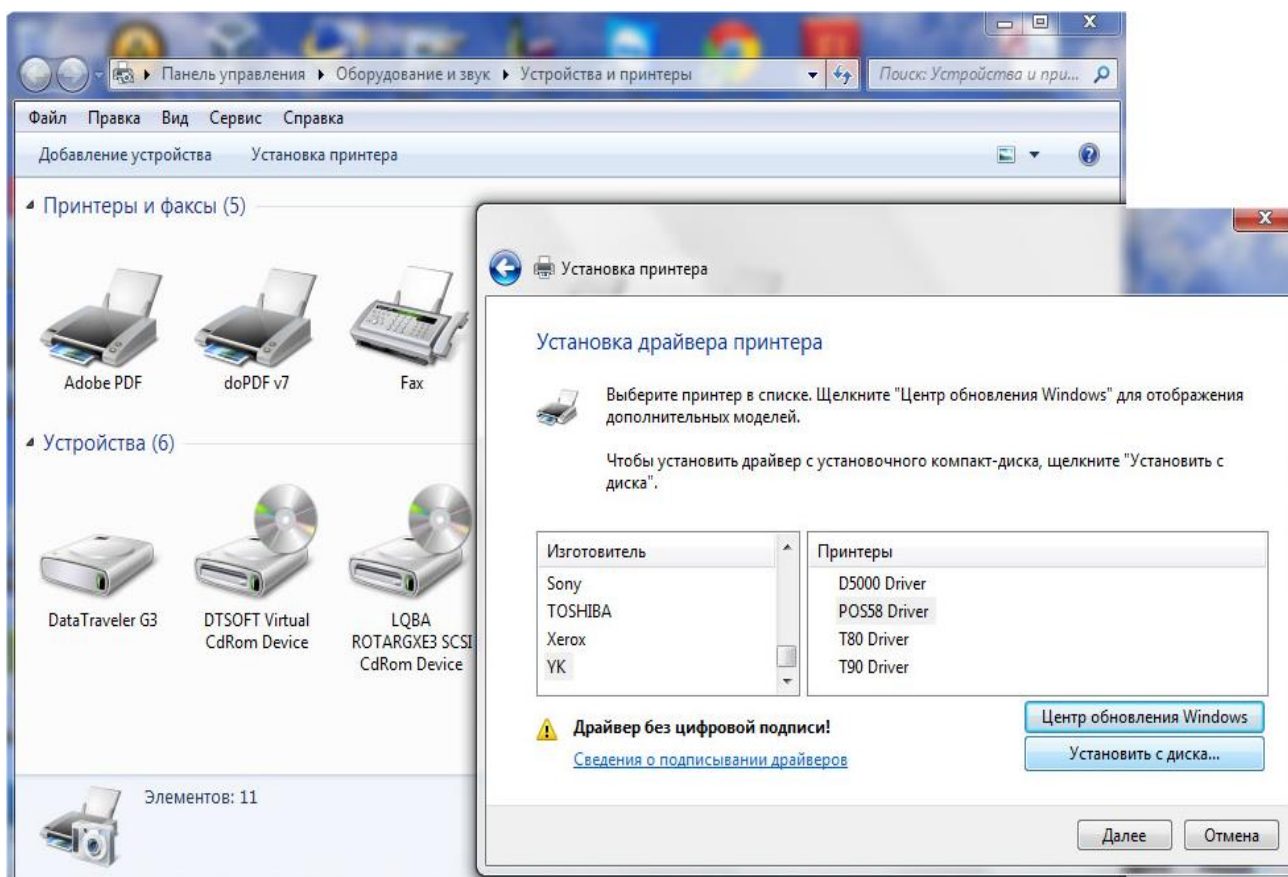 Панель управления ▸ Оборудование и звук ▸ Устройства и принтеры
Поиск: Устройства и при...
Файл Правка Вид Сервис Справка
Добавление устройства Установка принтера
Принтеры и факсы (5)
Adobe PDF
doPDF v7
Fax
Устройства (6)
DataTraveler G3
DTSOFT Virtual
CdRom Device
LQBA
ROTARGXE3 SCSI
CdRom Device
Элементов: 11
Установка принтера
Установка драйвера принтера
Выберите принтер в списке. Щелкните "Центр обновления Windows" для отображения
дополнительных моделей.
Чтобы установить драйвер с установочного компакт-диска, щелкните "Установить с
диска".
Изготовитель
Sony
TOSHIBA
Xerox
YK
Принтеры
D5000 Driver
POS58 Driver
T80 Driver
T90 Driver
Драйвер без цифровой подписи!
Сведения о подписывании драйверов
Центр обновления Windows
Установить с диска...
Далее
Отмена